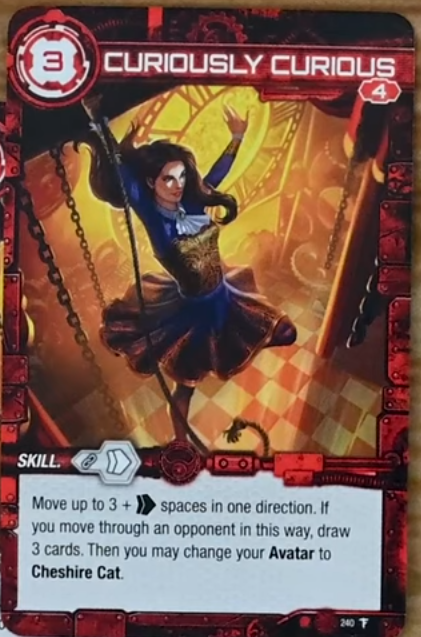 3 CURIOUSLY CURIOUS
4
SKILL.
Move up to 3 + spaces in one direction. If
you move through an opponent in this way, draw
3 cards. Then you may change your Avatar to
Cheshire Cat.
240